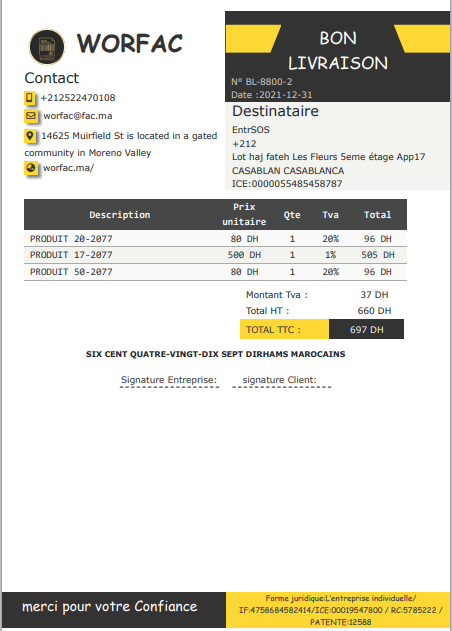 WORFAC
Contact
+212522470108
worfac@fac.ma
14625 Muirfield St is located in a gated
community in Moreno Valley
worfac.ma/
BON
LIVRAISON
N° BL-8800-2
Date :2021-12-31
Destinataire
EntrSOS
+212
Lot haj fateh Les Fleurs 5eme étage App17
CASABLAN CASABLANCA
ICE:0000055485458787
Description Prix unitaire Qte Tva Total
PRODUIT 20-2077 80 DH 1 20% 96 DH
PRODUIT 17-2077 500 DH 1 1% 505 DH
PRODUIT 50-2077 80 DH 1 20% 96 DH
Montant Tva : 37 DH
Total HT : 660 DH
TOTAL TTC : 697 DH
SIX CENT QUATRE-VINGT-DIX SEPT DIRHAMS MAROCAINS
Signature Entreprise: signature Client:
merci pour votre Confiance
Forme juridique:L'entreprise individuelle/
IF:4758684582414/ICE:00019547800 / RC:5785222 /
PATENTE:12588